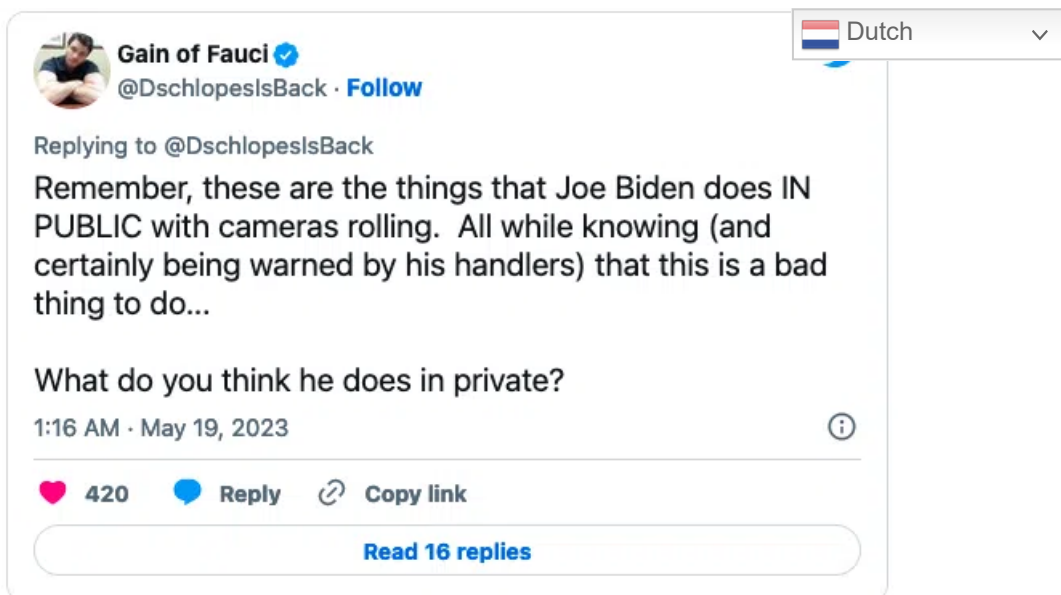 Dutch
Gain of Fauci
@DschlopesIsBack · Follow
Replying to @DschlopesIsBack
Remember, these are the things that Joe Biden does IN
PUBLIC with cameras rolling.  All while knowing (and
certainly being warned by his handlers) that this is a bad
thing to do...
What do you think he does in private?
1:16 AM · May 19, 2023
420 Reply Copy link
Read 16 replies